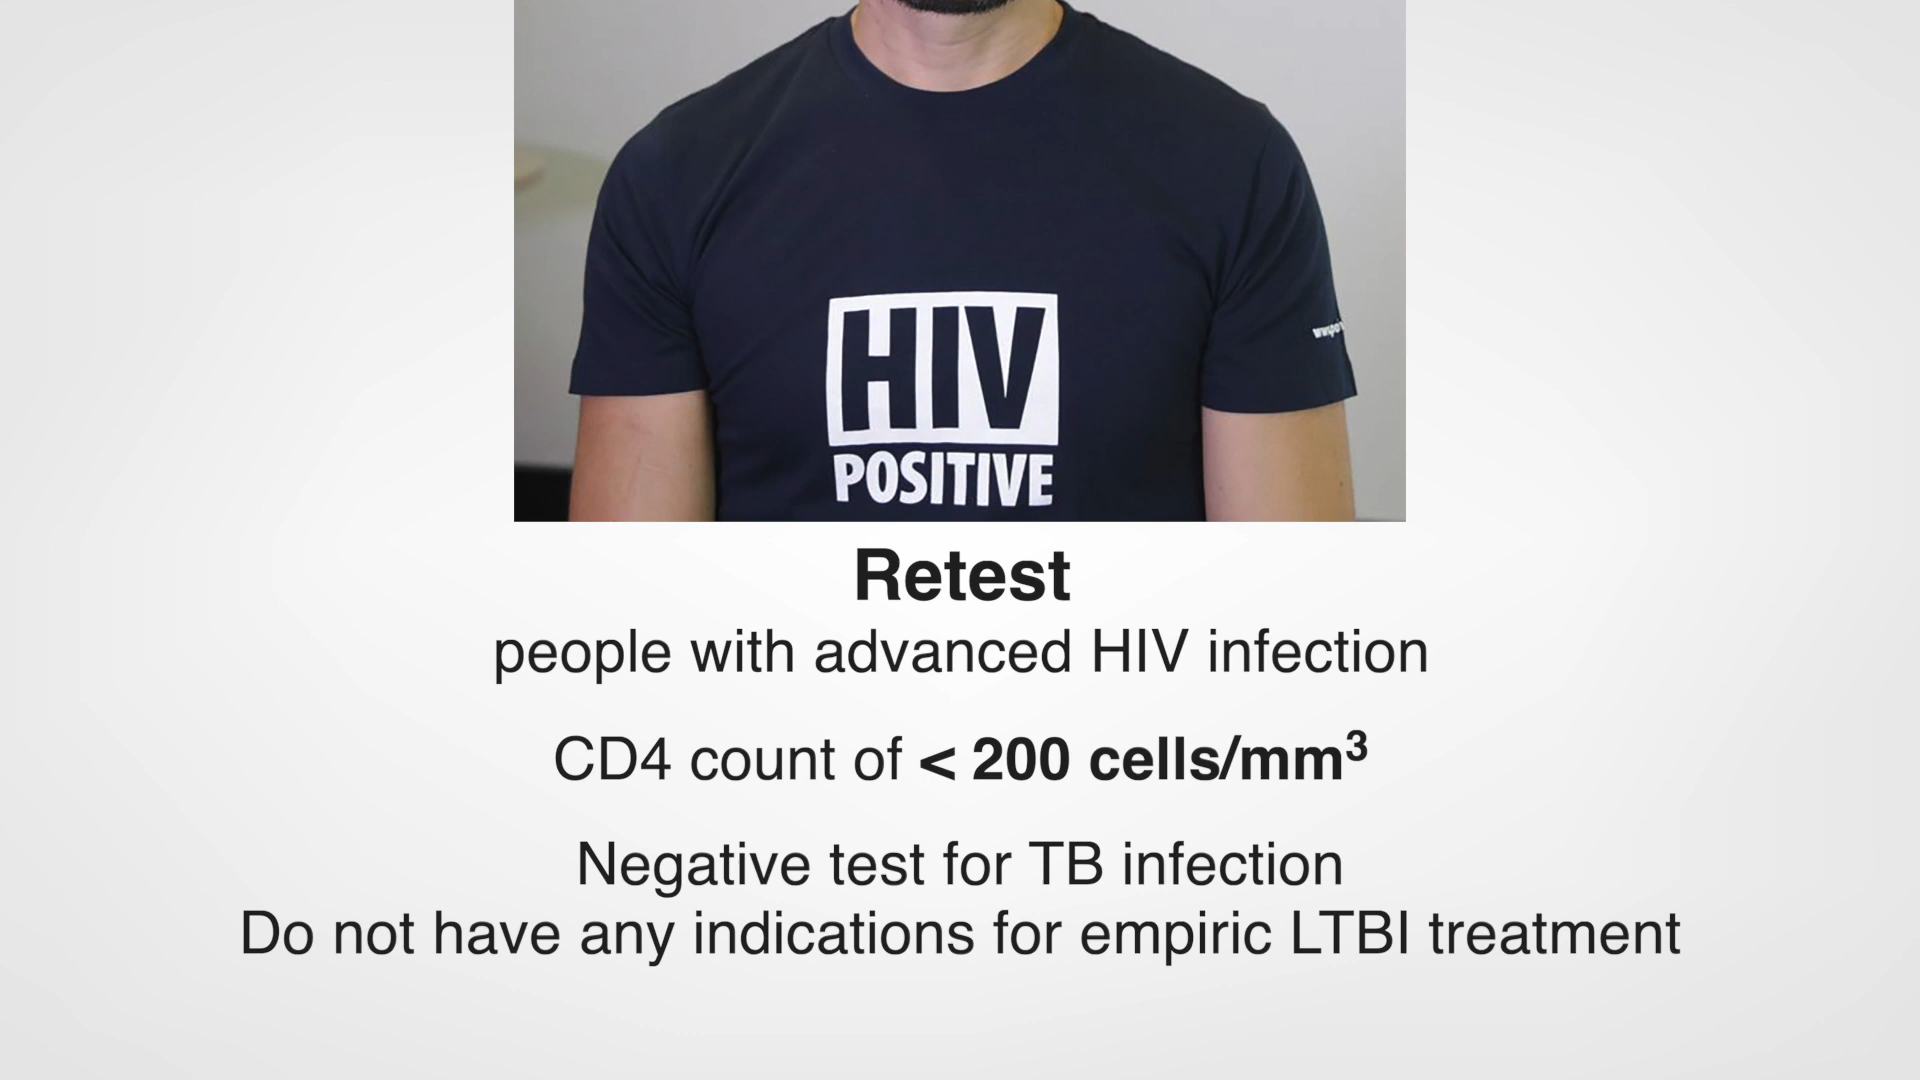 HIV
POSITIVE
Retest
people with advanced HIV infection
CD4 count of < 200 cells/mm³
Negative test for TB infection
Do not have any indications for empiric LTBI treatment